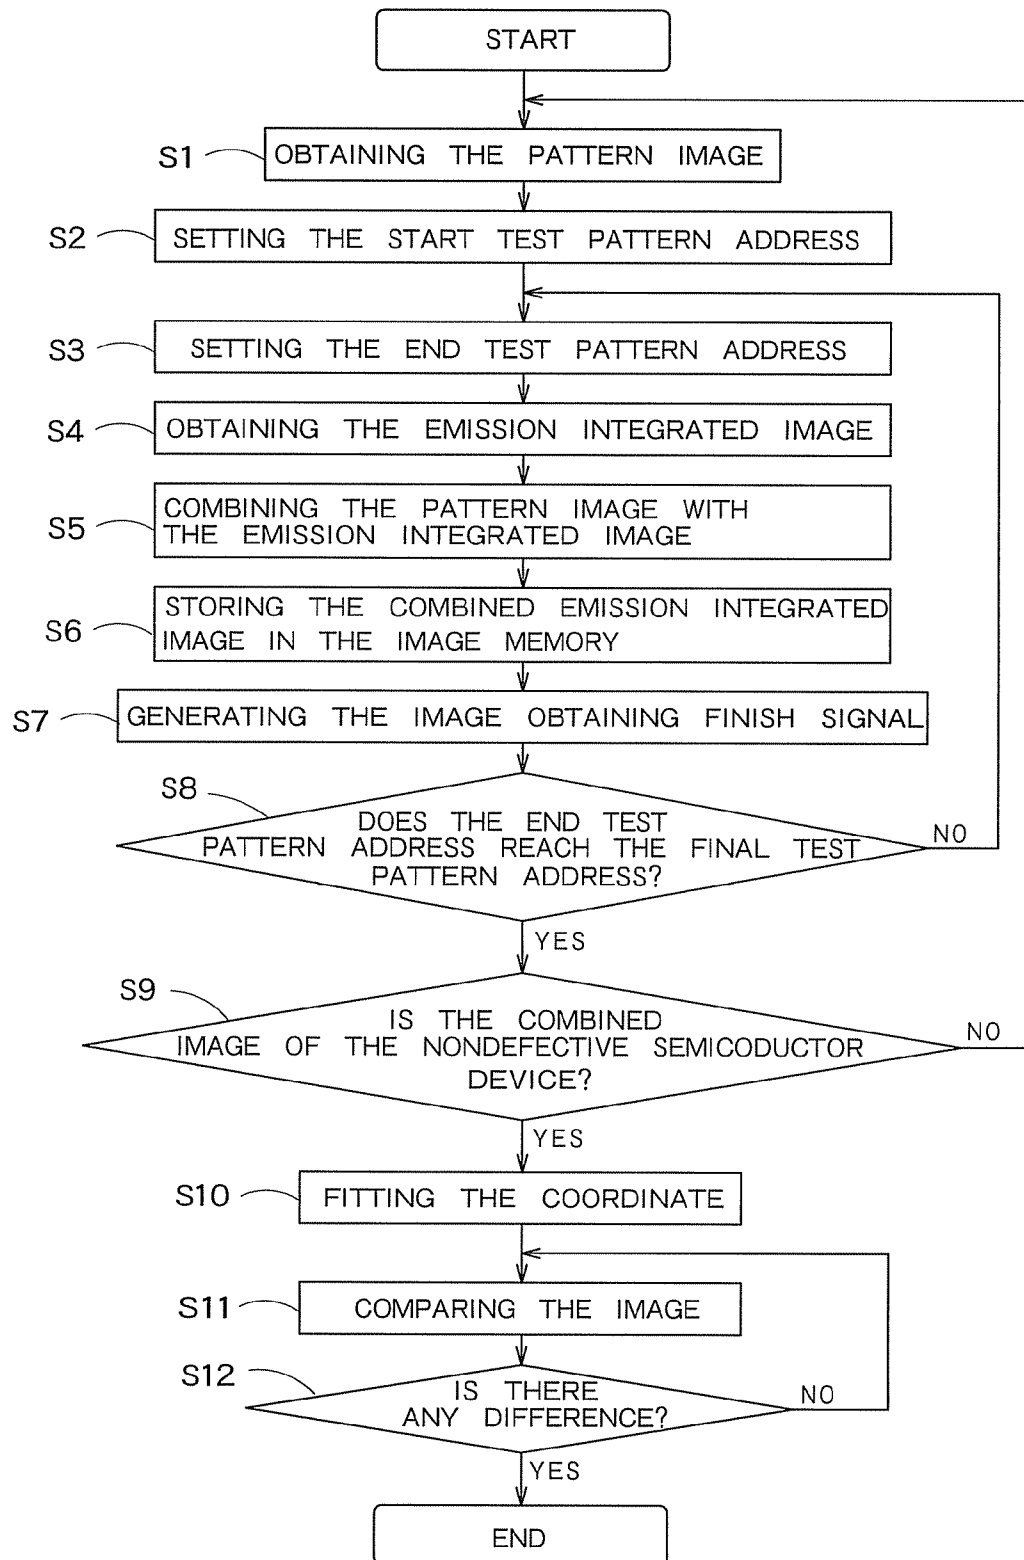 START
S1
OBTAINING THE PATTERN IMAGE
S2
SETTING THE START TEST PATTERN ADDRESS
S3
SETTING THE END TEST PATTERN ADDRESS
S4
OBTAINING THE EMISSION INTEGRATED IMAGE
S5
COMBINING THE PATTERN IMAGE WITH
THE EMISSION INTEGRATED IMAGE
S6
STORING THE COMBINED EMISSION INTEGRATED
IMAGE IN THE IMAGE MEMORY
S7
GENERATING THE IMAGE OBTAINING FINISH SIGNAL
S8
DOES THE END TEST
PATTERN ADDRESS REACH THE FINAL TEST
PATTERN ADDRESS?
NO
YES
S9
IS THE COMBINED
IMAGE OF THE NONDEFECTIVE SEMICODUCTOR
DEVICE?
NO
YES
S10
FITTING THE COORDINATE
S11
COMPARING THE IMAGE
S12
IS THERE
ANY DIFFERENCE?
NO
YES
END